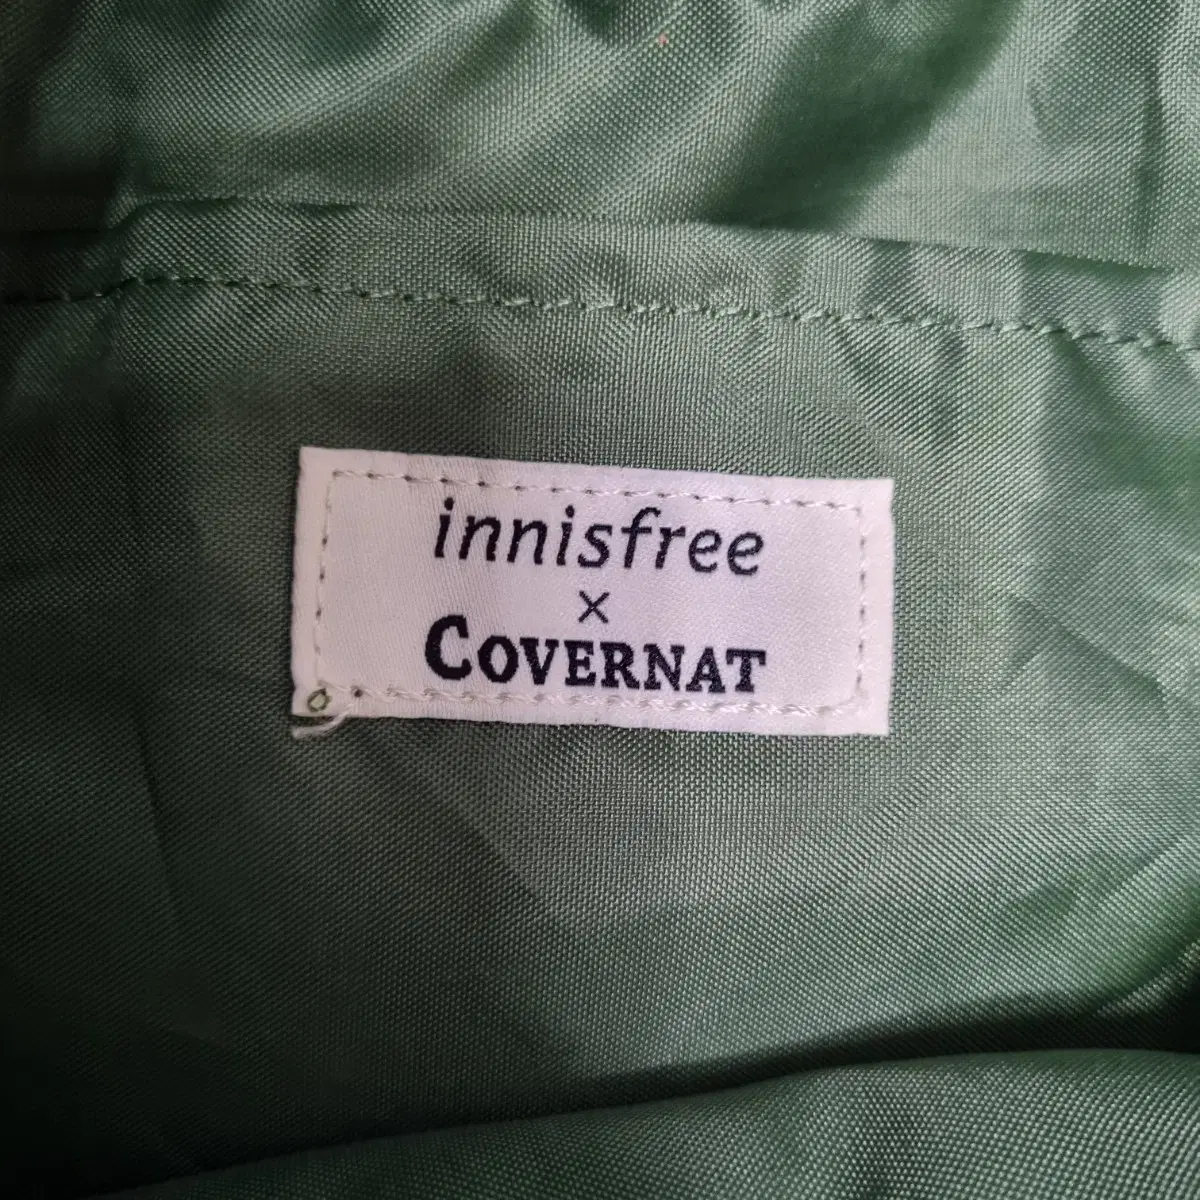 innisfree
×
COVERNAT